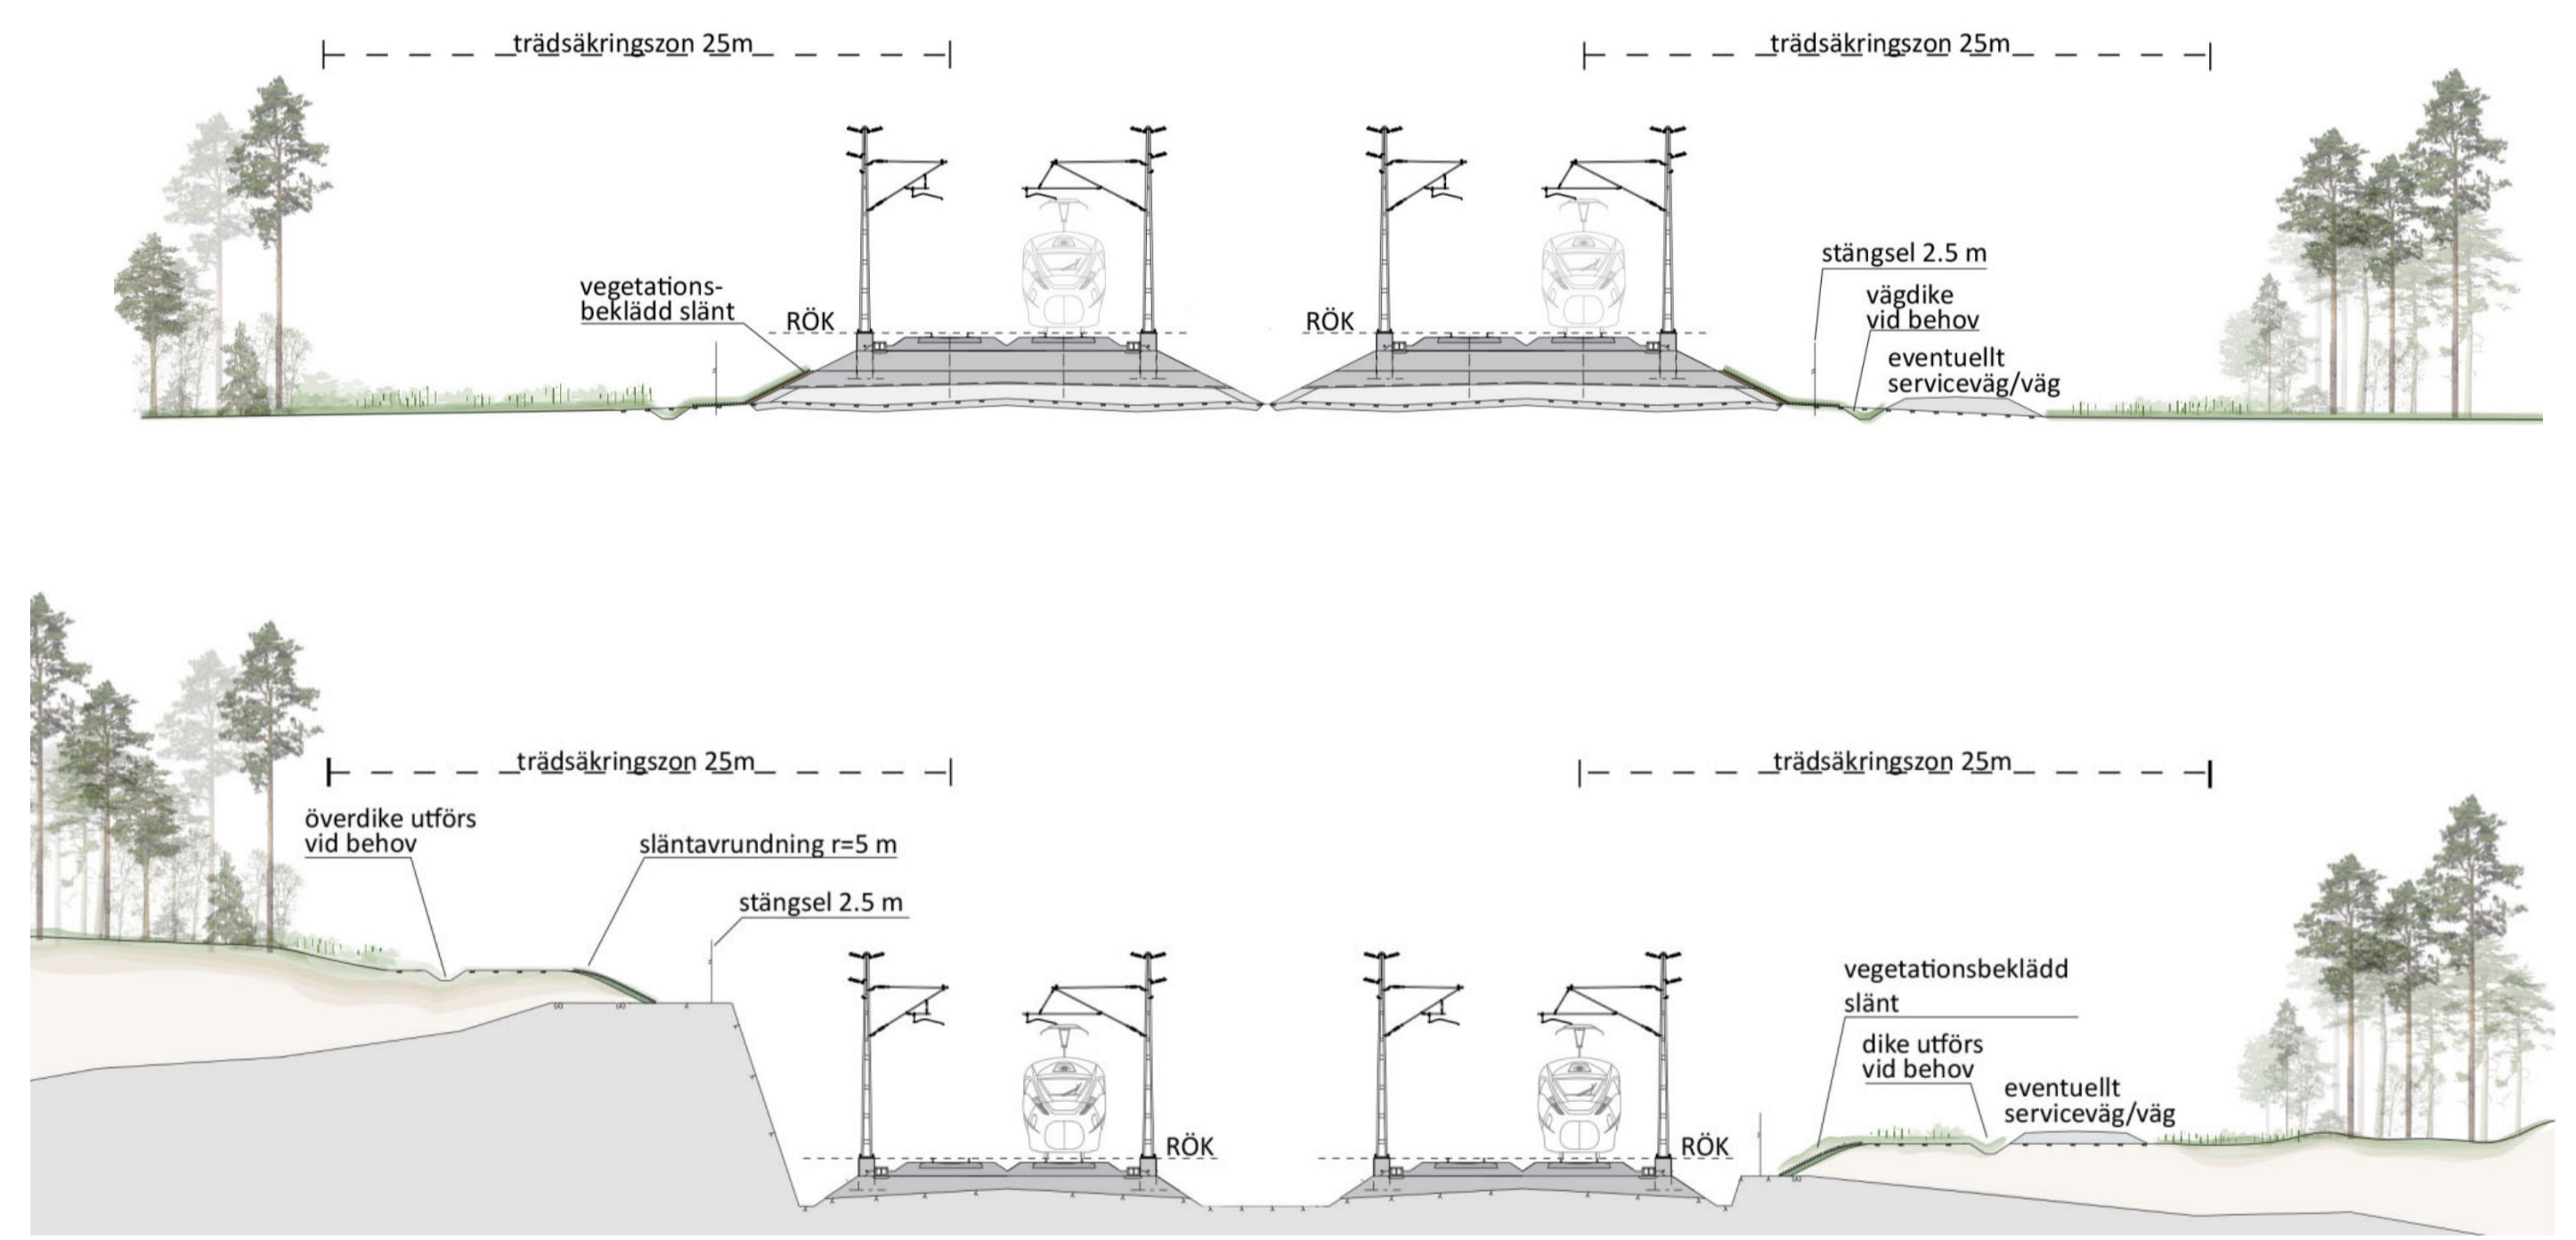 trädsäkringszon 25m
trädsäkringszon 25m
vegetations-
beklädd slänt
RÖK
RÖK
stängsel 2.5 m
vägdike
vid behov
eventuellt
serviceväg/väg
trädsäkringszon 25m
trädsäkringszon 25m
överdike utförs
vid behov
släntavrundning r=5 m
stängsel 2.5 m
RÖK
RÖK
vegetationsbeklädd
slänt
dike utförs
vid behov
eventuellt
serviceväg/väg